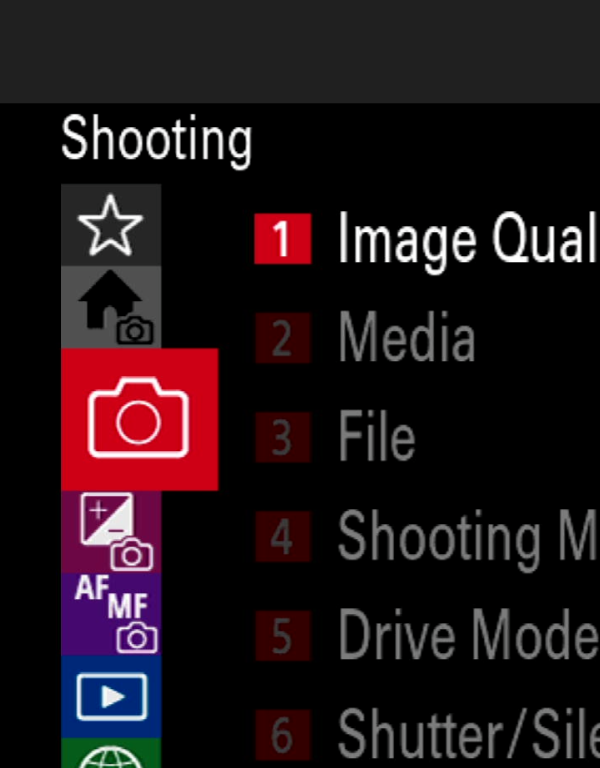 Shooting
1 Image Qual
2 Media
3 File
4 Shooting M
AF MF
5 Drive Mode
6 Shutter/Sile